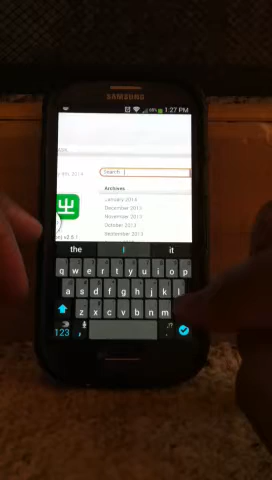 SAMSUNG
1:27 PM
Search
Archives
January 2014
December 2013
November 2013
October 2013
September 2013
the
I
it
q w e r t y u i o p
a s d f g h j k l
z x c v b n m
123 , .!?